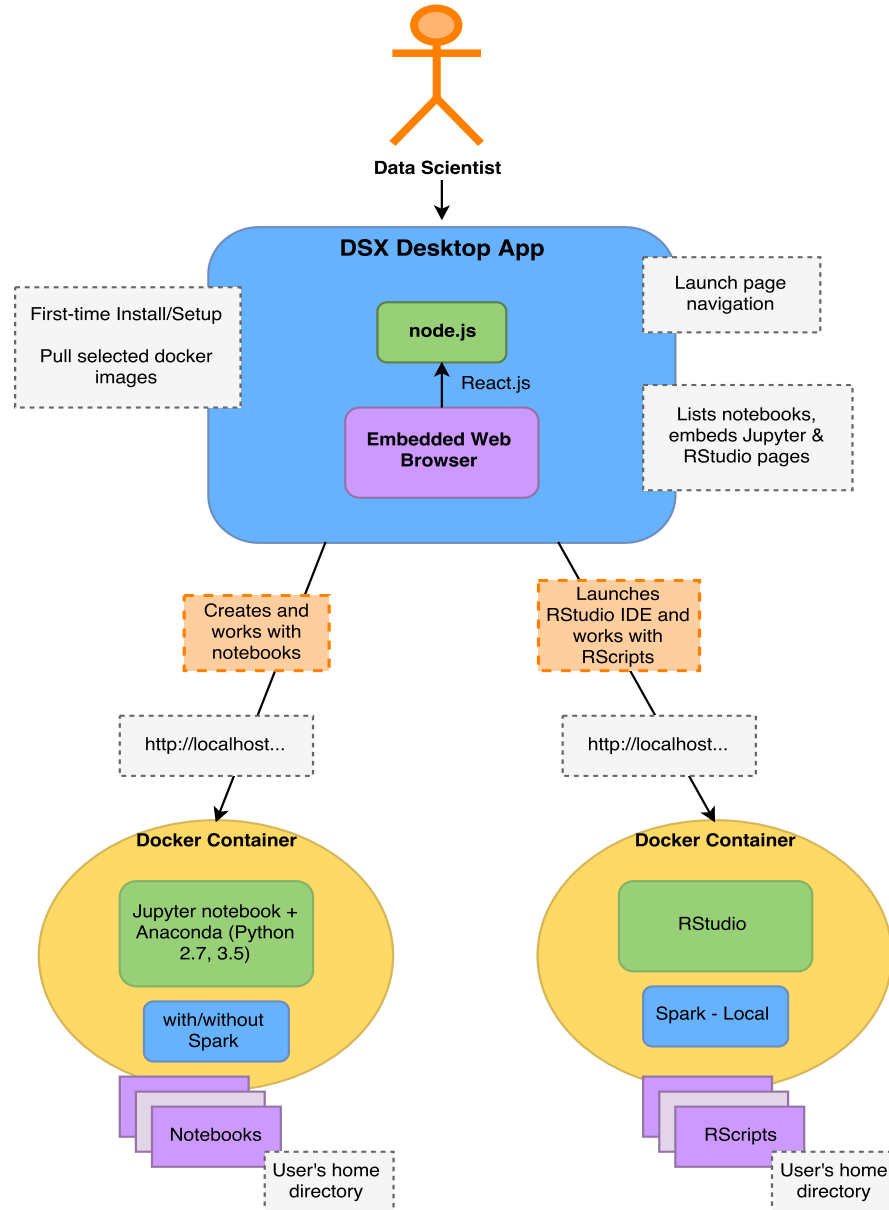 Data Scientist
DSX Desktop App
First-time Install/Setup
Pull selected docker
images
Launch page
navigation
node.js
React.js
Embedded Web
Browser
Lists notebooks,
embeds Jupyter &
RStudio pages
Creates and
works with
notebooks
Launches
RStudio IDE and
works with
RScripts
http://localhost...
http://localhost...
Docker Container
Jupyter notebook +
Anaconda (Python
2.7, 3.5)
with/without
Spark
Notebooks
User's home
directory
Docker Container
RStudio
Spark - Local
RScripts
User's home
directory